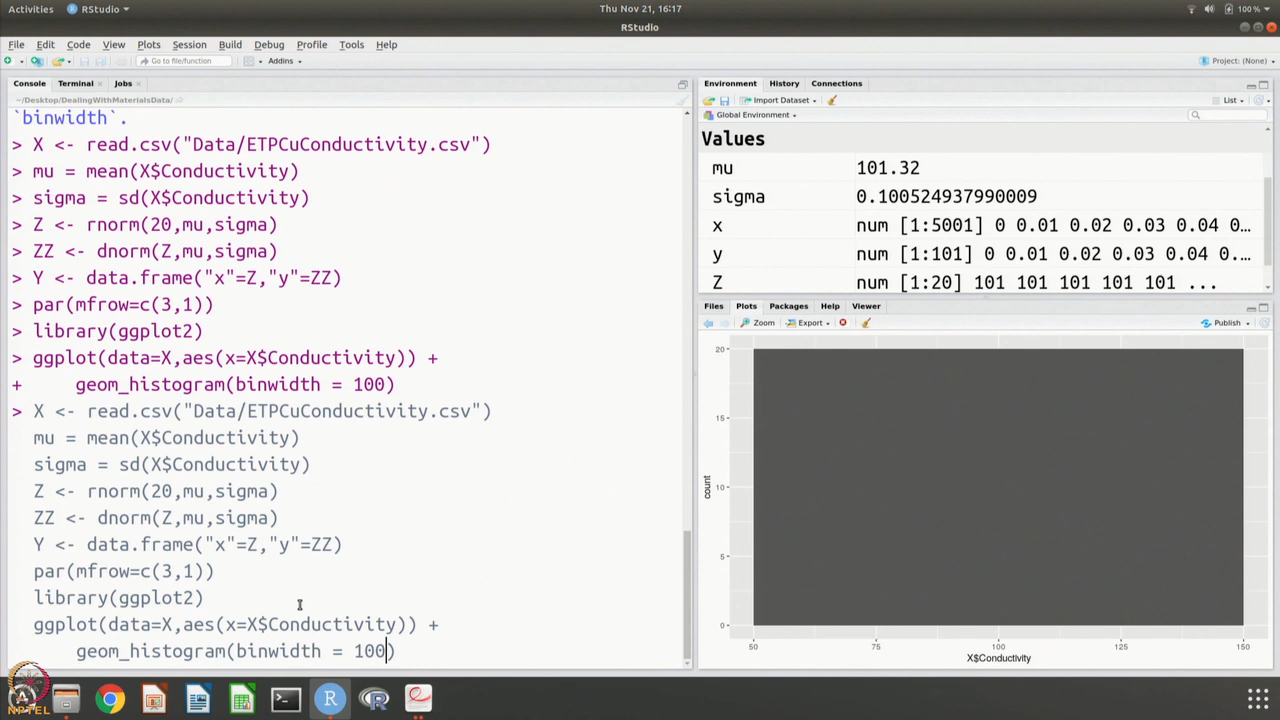 Activities RStudio Thu Nov 21, 16:17 100 %
RStudio
File Edit Code View Plots Session Build Debug Profile Tools Help
Go to file/function Addins Project: (None)
Console Terminal Jobs
~/Desktop/DealingWithMaterialsData/
`binwidth`.
> X <- read.csv("Data/ETPCuConductivity.csv")
> mu = mean(X$Conductivity)
> sigma = sd(X$Conductivity)
> Z <- rnorm(20,mu,sigma)
> ZZ <- dnorm(Z,mu,sigma)
> Y <- data.frame("x"=Z,"y"=ZZ)
> par(mfrow=c(3,1))
> library(ggplot2)
> ggplot(data=X,aes(x=X$Conductivity)) +
+ geom_histogram(binwidth = 100)
> X <- read.csv("Data/ETPCuConductivity.csv")
mu = mean(X$Conductivity)
sigma = sd(X$Conductivity)
Z <- rnorm(20,mu,sigma)
ZZ <- dnorm(Z,mu,sigma)
Y <- data.frame("x"=Z,"y"=ZZ)
par(mfrow=c(3,1))
library(ggplot2)
ggplot(data=X,aes(x=X$Conductivity)) +
geom_histogram(binwidth = 100)
Environment History Connections
Import Dataset List
Global Environment
Values
mu 101.32
sigma 0.100524937990009
x num [1:5001] 0 0.01 0.02 0.03 0.04 0…
y num [1:101] 0 0.01 0.02 0.03 0.04 0.…
Z num [1:20] 101 101 101 101 101 ...
Files Plots Packages Help Viewer
Zoom Export Publish
20
15
10
5
0
count
50 75 100 125 150
X$Conductivity
NPTEL